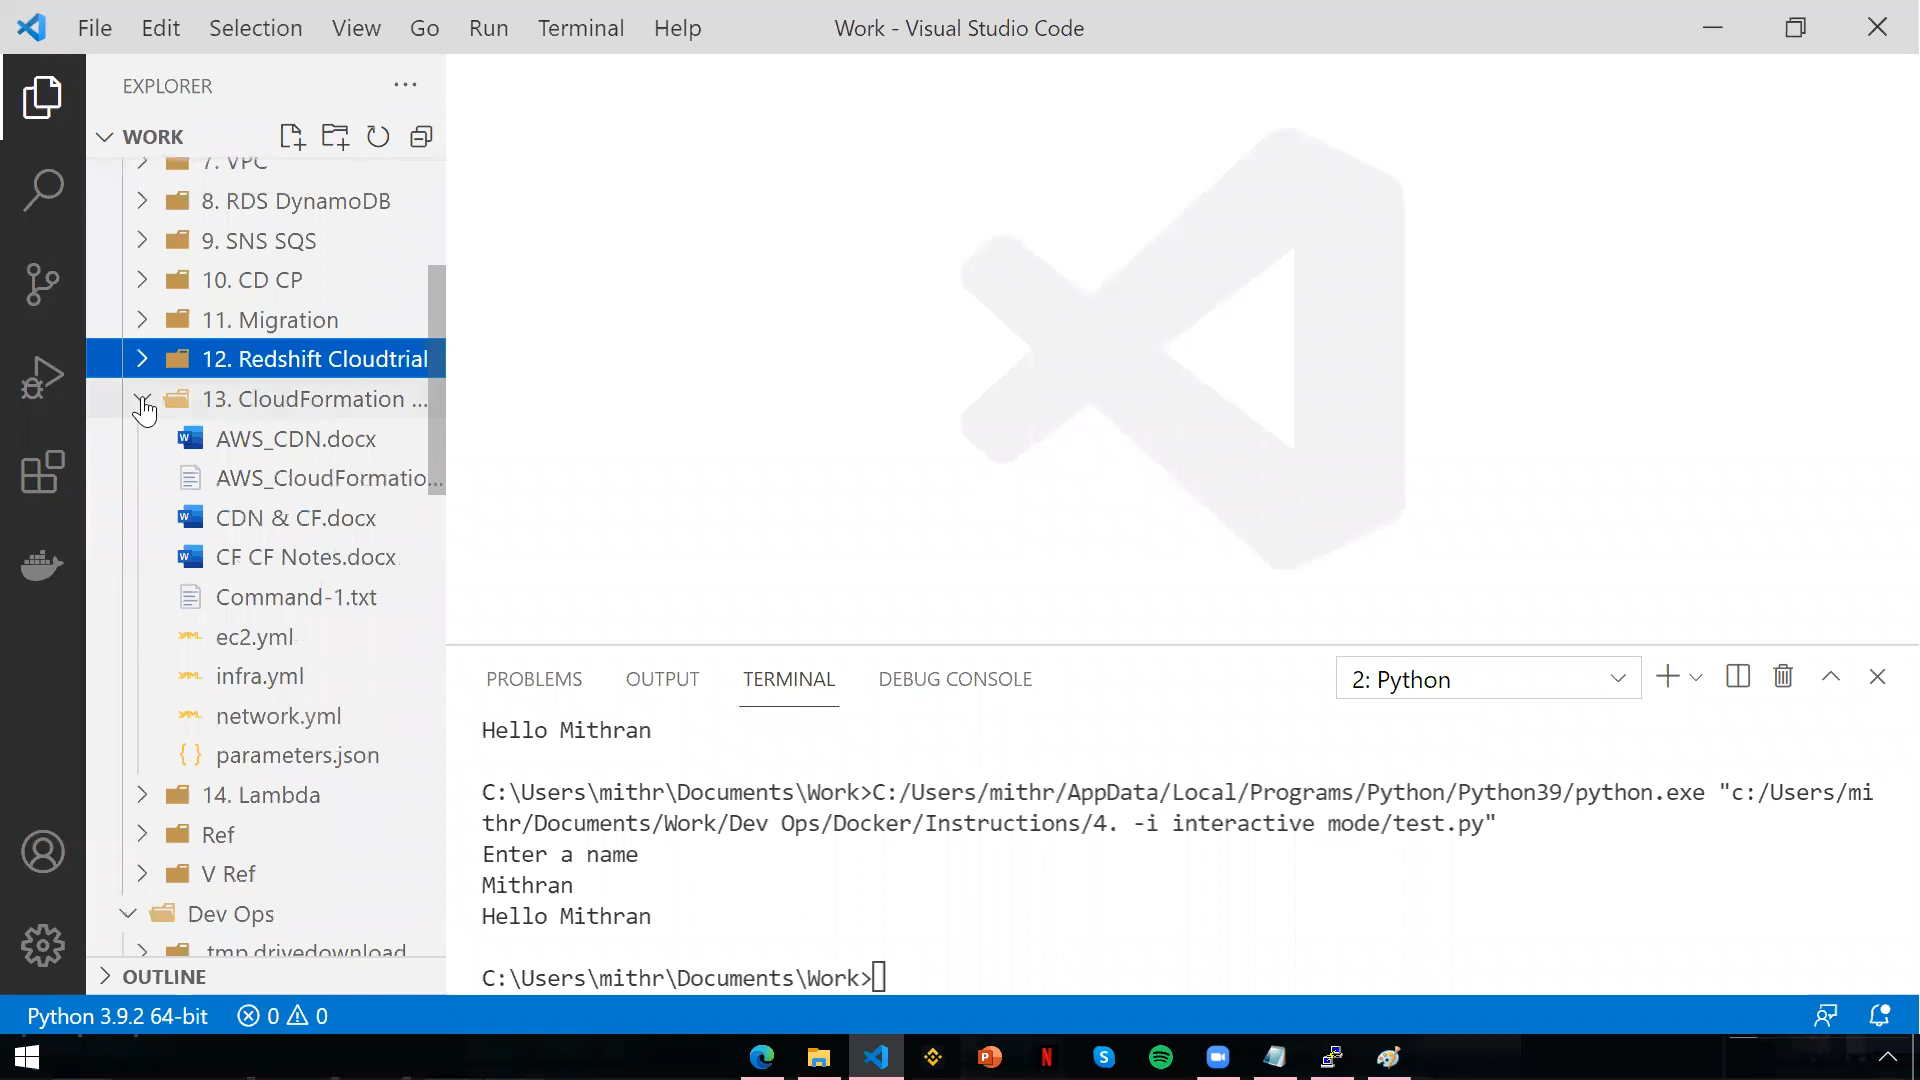 File Edit Selection View Go Run Terminal Help Work - Visual Studio Code
EXPLORER ...
WORK
7. VPC
8. RDS DynamoDB
9. SNS SQS
10. CD CP
11. Migration
12. Redshift Cloudtrial
13. CloudFormation ...
AWS_CDN.docx
AWS_CloudFormatio...
CDN & CF.docx
CF CF Notes.docx
Command-1.txt
ec2.yml
infra.yml
network.yml
parameters.json
14. Lambda
Ref
V Ref
Dev Ops
.tmp.drivedownload
OUTLINE
PROBLEMS OUTPUT TERMINAL DEBUG CONSOLE 2: Python
Hello Mithran
C:\Users\mithr\Documents\Work>C:/Users/mithr/AppData/Local/Programs/Python/Python39/python.exe "c:/Users/mi
thr/Documents/Work/Dev Ops/Docker/Instructions/4. -i interactive mode/test.py"
Enter a name
Mithran
Hello Mithran
C:\Users\mithr\Documents\Work>
Python 3.9.2 64-bit 0 0